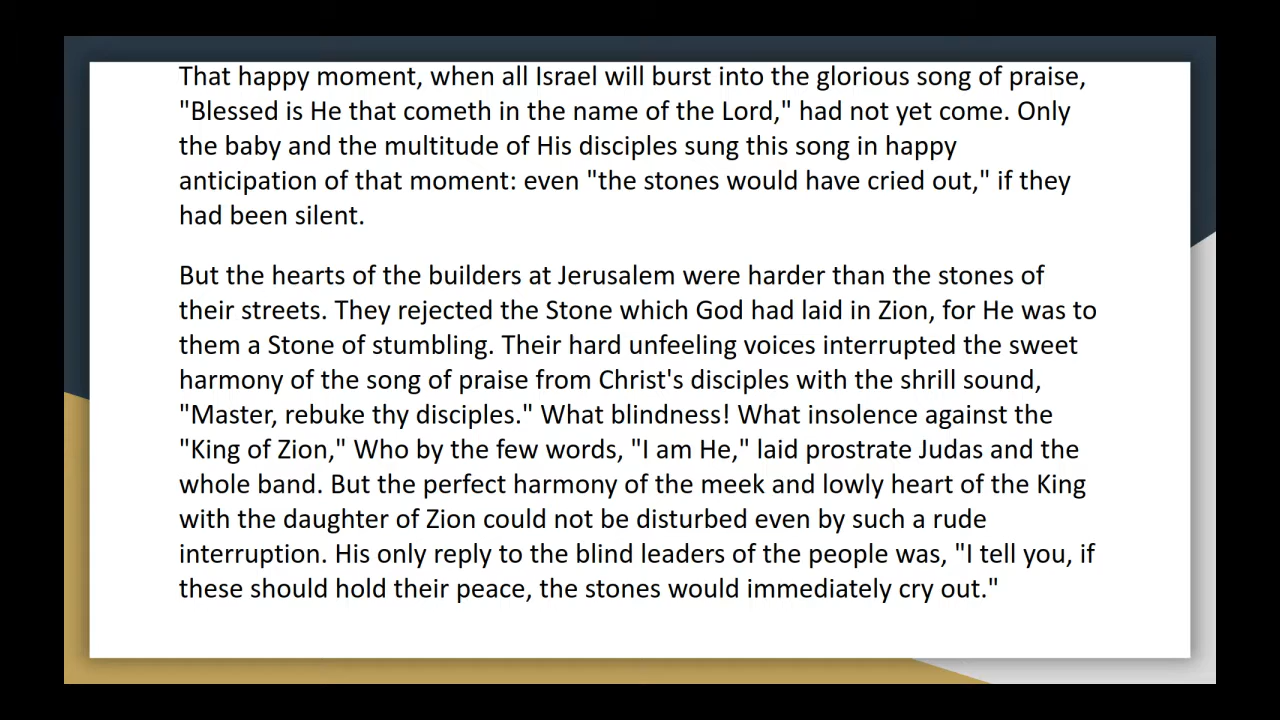 That happy moment, when all Israel will burst into the glorious song of praise,
"Blessed is He that cometh in the name of the Lord," had not yet come. Only
the baby and the multitude of His disciples sung this song in happy
anticipation of that moment: even "the stones would have cried out," if they
had been silent.
But the hearts of the builders at Jerusalem were harder than the stones of
their streets. They rejected the Stone which God had laid in Zion, for He was to
them a Stone of stumbling. Their hard unfeeling voices interrupted the sweet
harmony of the song of praise from Christ's disciples with the shrill sound,
"Master, rebuke thy disciples." What blindness! What insolence against the
"King of Zion," Who by the few words, "I am He," laid prostrate Judas and the
whole band. But the perfect harmony of the meek and lowly heart of the King
with the daughter of Zion could not be disturbed even by such a rude
interruption. His only reply to the blind leaders of the people was, "I tell you, if
these should hold their peace, the stones would immediately cry out."